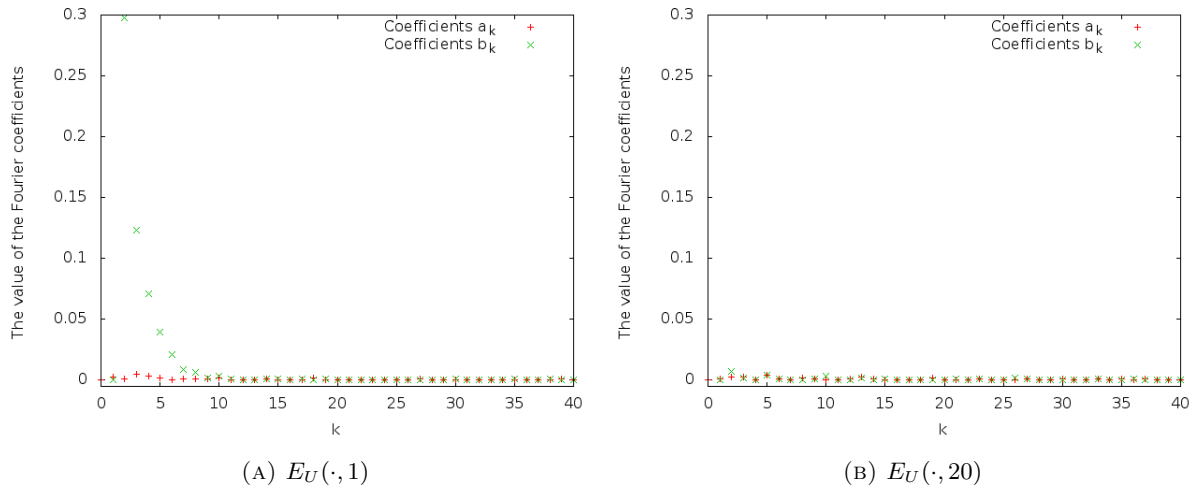 The value of the Fourier coefficients
0.3
0.25
0.2
0.15
0.1
0.05
0
Coefficients a_k
Coefficients b_k
0 5 10 15 20 25 30 35 40
k
(A) E_U(·, 1)
The value of the Fourier coefficients
0.3
0.25
0.2
0.15
0.1
0.05
0
Coefficients a_k
Coefficients b_k
0 5 10 15 20 25 30 35 40
k
(B) E_U(·, 20)